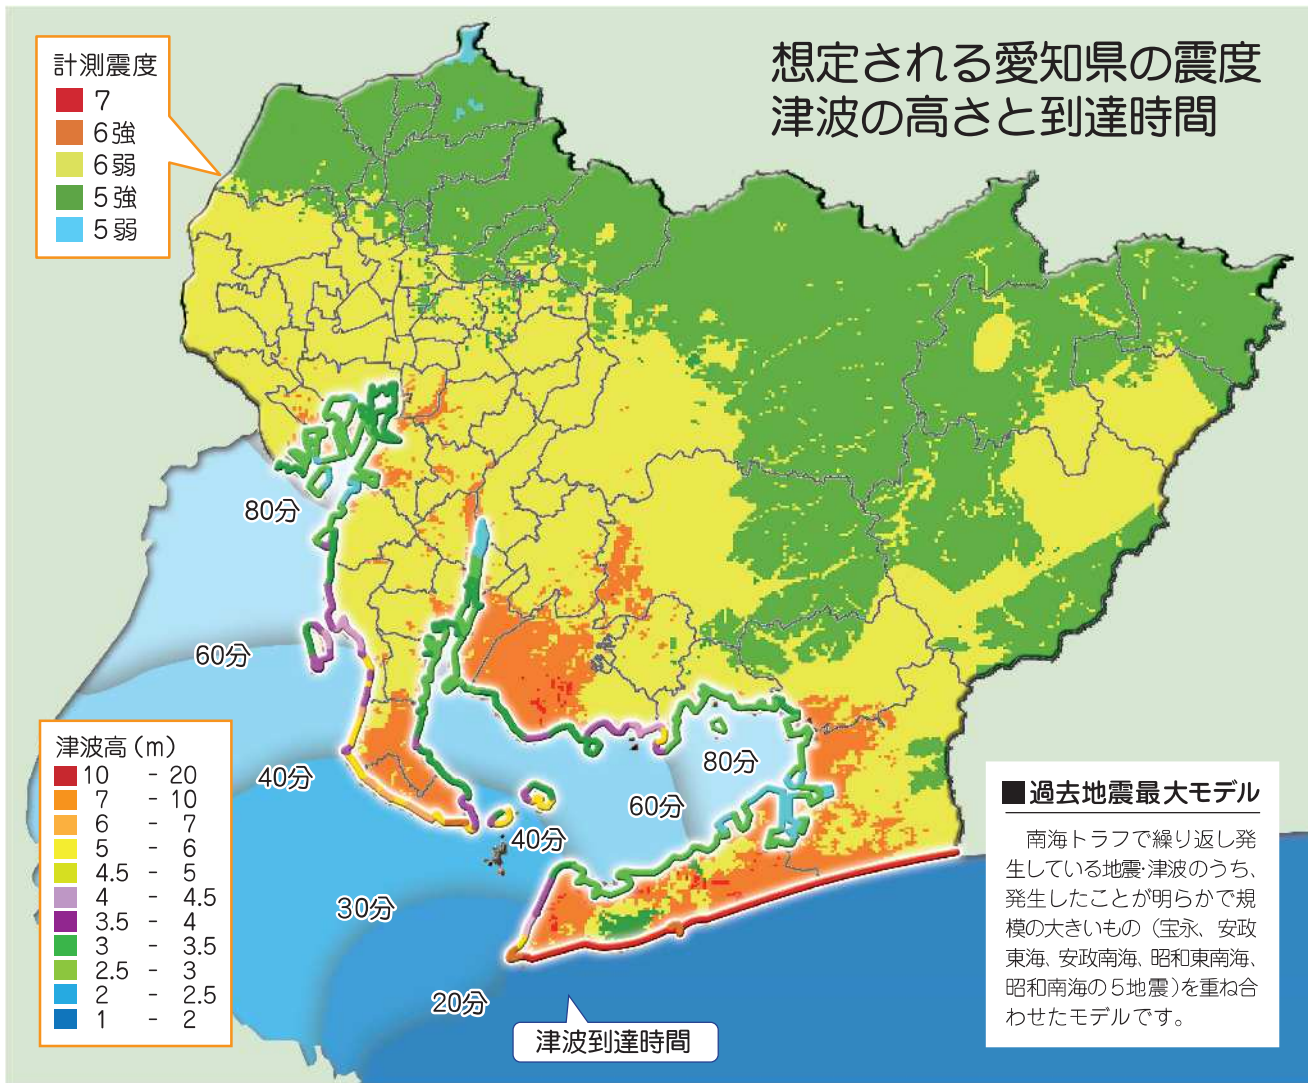 想定される愛知県の震度
津波の高さと到達時間
計測震度
7
6強
6弱
5強
5弱
80分
60分
40分
30分
20分
40分
60分
80分
津波到達時間
津波高(m)
10 - 20
7 - 10
6 - 7
5 - 6
4.5 - 5
4 - 4.5
3.5 - 4
3 - 3.5
2.5 - 3
2 - 2.5
1 - 2
■過去地震最大モデル
南海トラフで繰り返し発
生している地震・津波のうち、
発生したことが明らかで規
模の大きいもの(宝永、安政
東海、安政南海、昭和東南海、
昭和南海の5地震)を重ね合
わせたモデルです。